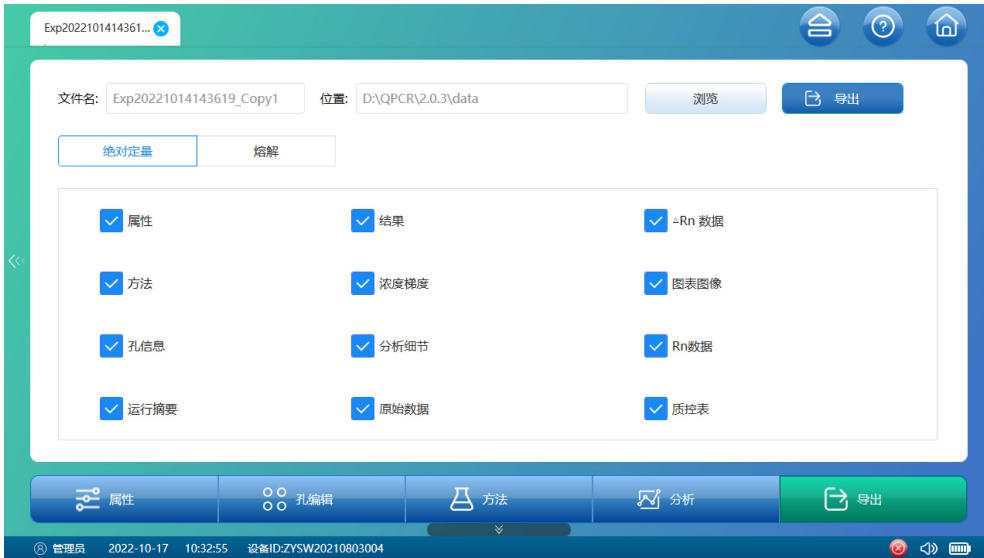 Exp2022101414361...
文件名: Exp20221014143619_Copy1 位置: D:\QPCR\2.0.3\data 浏览 导出
绝对定量 熔解
属性 结果 △Rn 数据
方法 浓度梯度 图表图像
孔信息 分析细节 Rn数据
运行摘要 原始数据 质控表
属性 孔编辑 方法 分析 导出
管理员 2022-10-17 10:32:55 设备ID:ZYSW20210803004